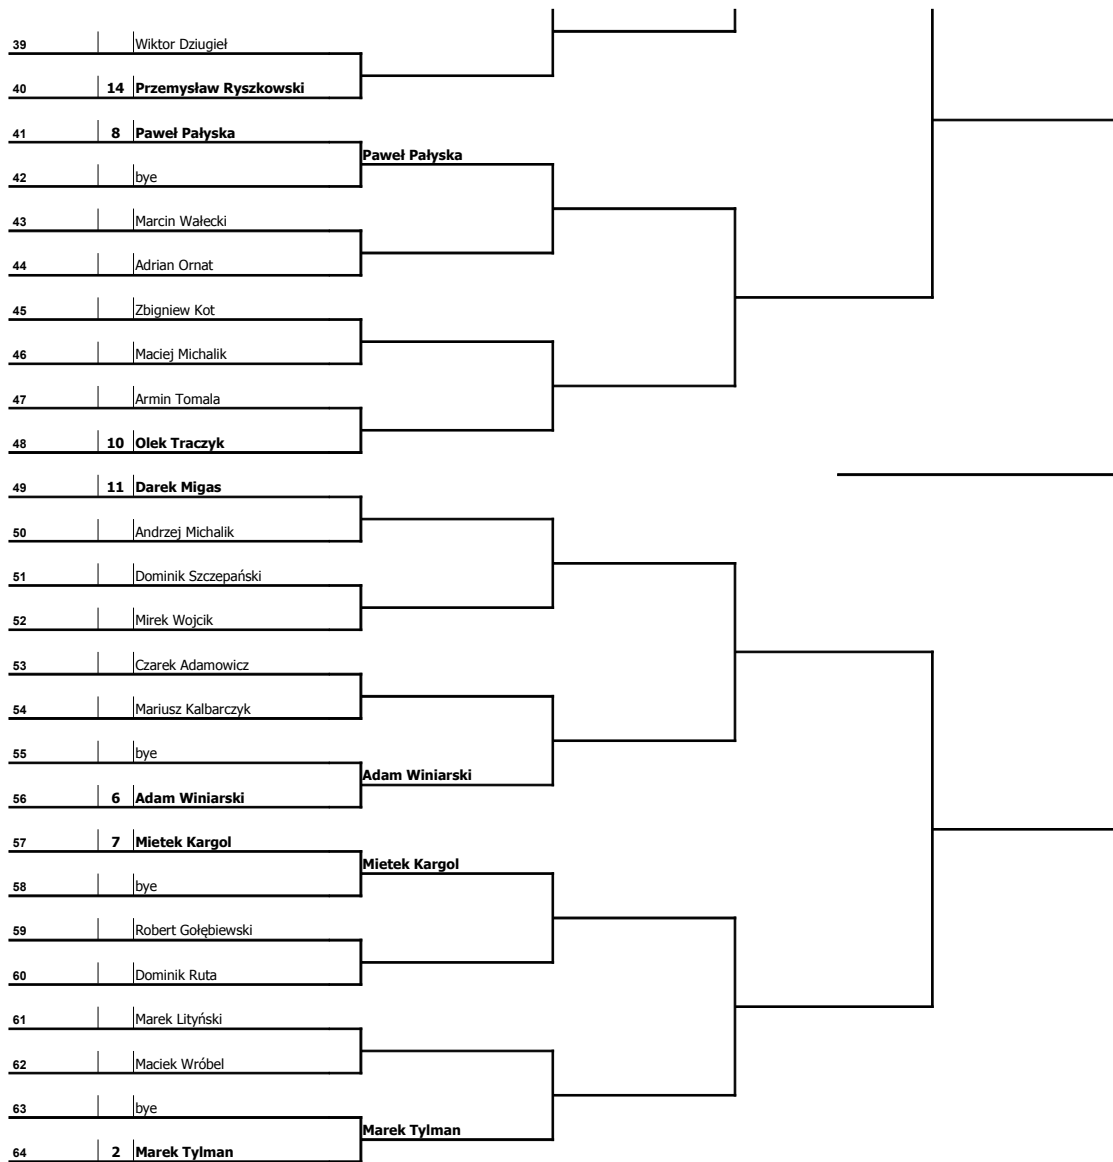 39 Wiktor Dziugieł
40 14 Przemysław Ryszkowski
41 8 Paweł Pałyska
Paweł Pałyska
42 bye
43 Marcin Wałecki
44 Adrian Ornat
45 Zbigniew Kot
46 Maciej Michalik
47 Armin Tomala
48 10 Olek Traczyk
49 11 Darek Migas
50 Andrzej Michalik
51 Dominik Szczepański
52 Mirek Wojcik
53 Czarek Adamowicz
54 Mariusz Kalbarczyk
55 bye
Adam Winiarski
56 6 Adam Winiarski
57 7 Mietek Kargol
Mietek Kargol
58 bye
59 Robert Gołębiewski
60 Dominik Ruta
61 Marek Lityński
62 Maciek Wróbel
63 bye
Marek Tylman
64 2 Marek Tylman